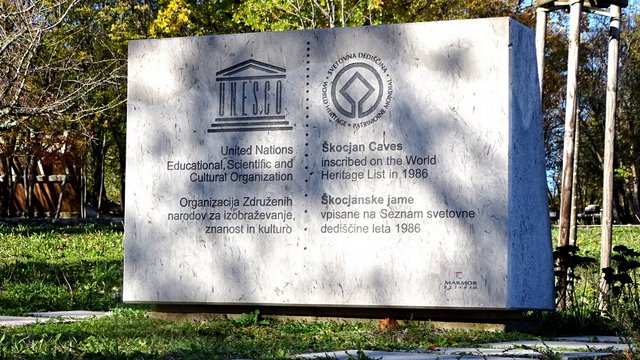 UNESCO
United Nations
Educational, Scientific and
Cultural Organization
Organizacija Združenih
narodov za izobraževanje,
znanost in kulturo
SVETOVNA DEDIŠČINA • WORLD HERITAGE • PATRIMOINE MONDIAL
Škocjan Caves
inscribed on the World
Heritage List in 1986
Škocjanske jame
vpisane na Seznam svetovne
dediščine leta 1986
MARMOR